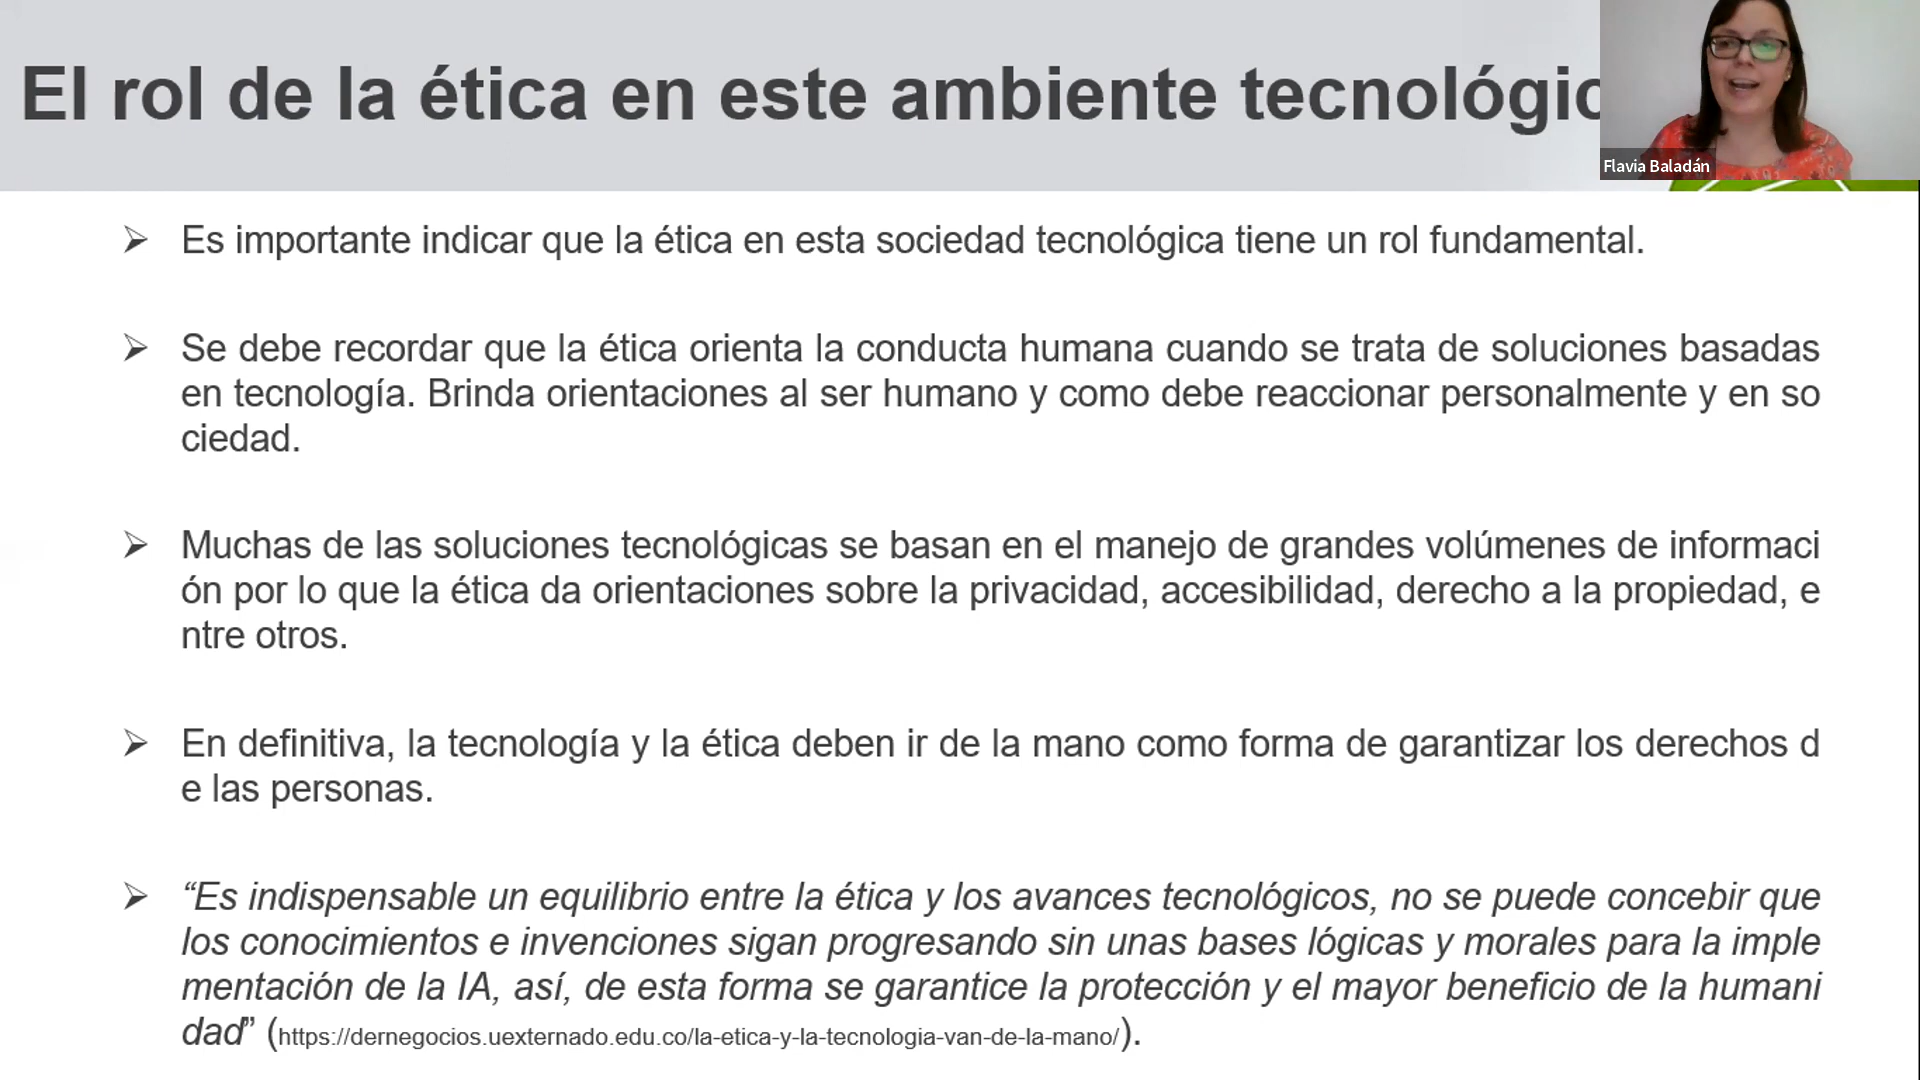 El rol de la ética en este ambiente tecnológic
Flavia Baladán
➢ Es importante indicar que la ética en esta sociedad tecnológica tiene un rol fundamental.
➢ Se debe recordar que la ética orienta la conducta humana cuando se trata de soluciones basadas
en tecnología. Brinda orientaciones al ser humano y como debe reaccionar personalmente y en so
ciedad.
➢ Muchas de las soluciones tecnológicas se basan en el manejo de grandes volúmenes de informaci
ón por lo que la ética da orientaciones sobre la privacidad, accesibilidad, derecho a la propiedad, e
ntre otros.
➢ En definitiva, la tecnología y la ética deben ir de la mano como forma de garantizar los derechos d
e las personas.
➢ “Es indispensable un equilibrio entre la ética y los avances tecnológicos, no se puede concebir que
los conocimientos e invenciones sigan progresando sin unas bases lógicas y morales para la imple
mentación de la IA, así, de esta forma se garantice la protección y el mayor beneficio de la humani
dad” (https://dernegocios.uexternado.edu.co/la-etica-y-la-tecnologia-van-de-la-mano/).